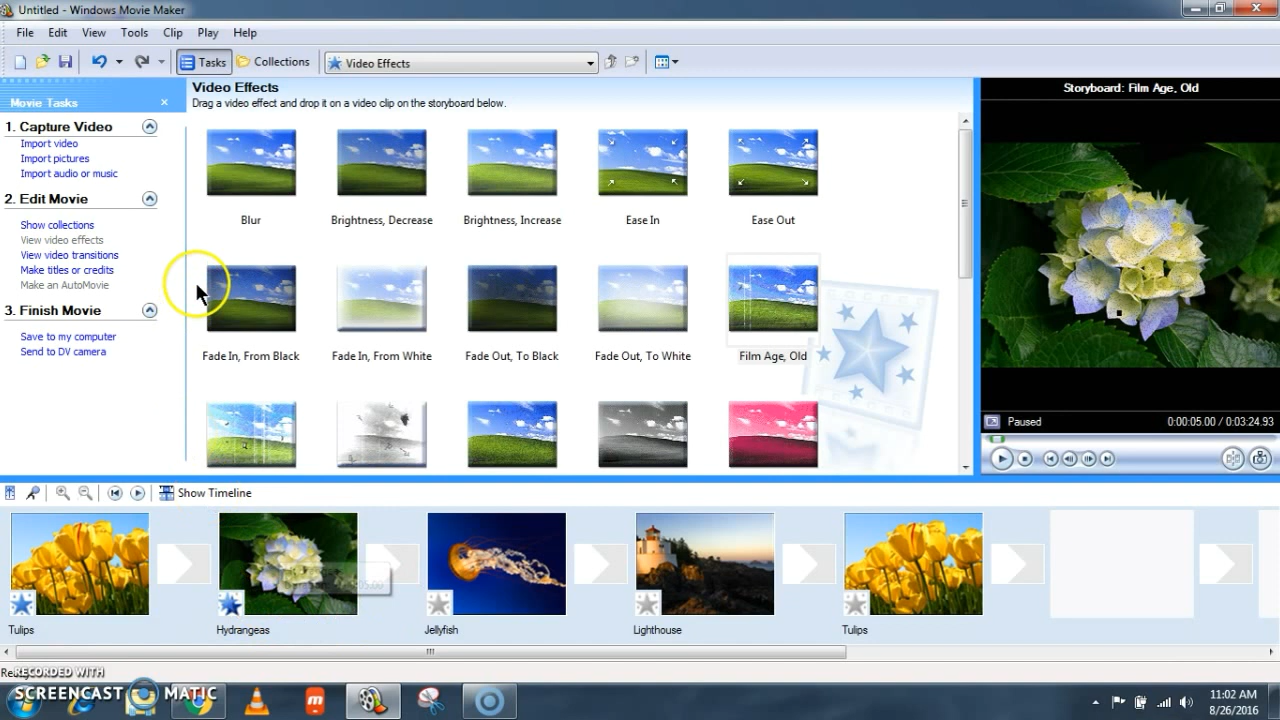 Untitled - Windows Movie Maker
File Edit View Tools Clip Play Help
Tasks Collections Video Effects
Movie Tasks
1. Capture Video
Import video
Import pictures
Import audio or music
2. Edit Movie
Show collections
View video effects
View video transitions
Make titles or credits
Make an AutoMovie
3. Finish Movie
Save to my computer
Send to DV camera
Video Effects
Drag a video effect and drop it on a video clip on the storyboard below.
Blur Brightness, Decrease Brightness, Increase Ease In Ease Out
Fade In, From Black Fade In, From White Fade Out, To Black Fade Out, To White Film Age, Old
Storyboard: Film Age, Old
Paused 0:00:05.00 / 0:03:24.93
Show Timeline
Tulips Hydrangeas Jellyfish Lighthouse Tulips
RECORDED WITH
SCREENCAST MATIC
11:02 AM
8/26/2016